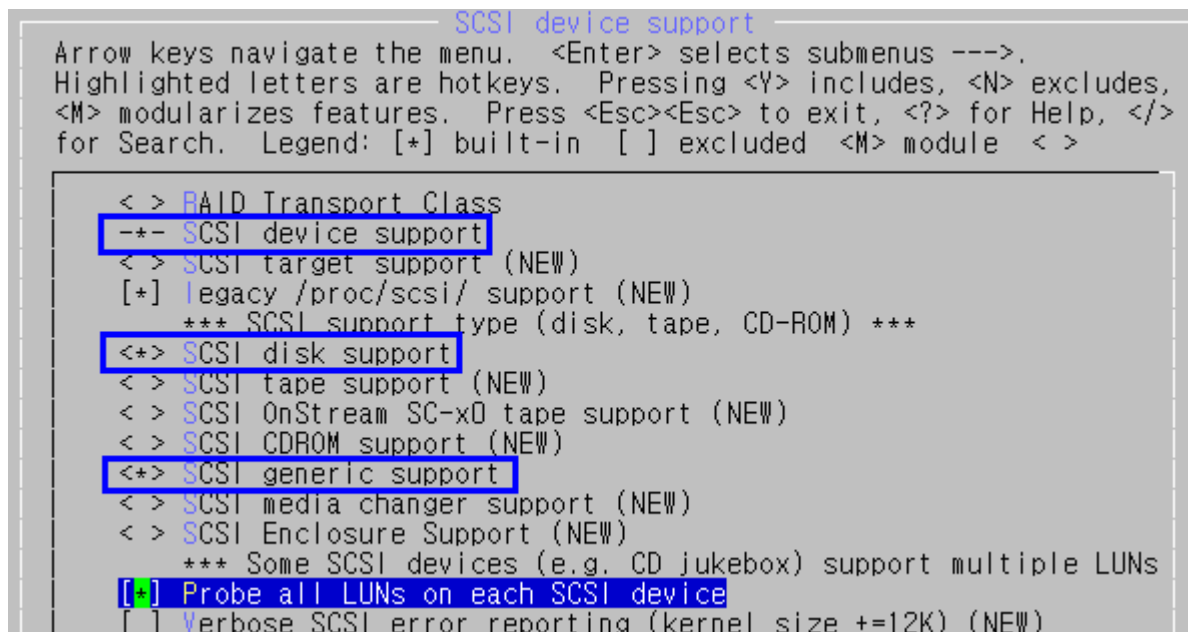 SCSI device support
Arrow keys navigate the menu.  <Enter> selects submenus --->.
Highlighted letters are hotkeys.  Pressing <Y> includes, <N> excludes,
<M> modularizes features.  Press <Esc><Esc> to exit, <?> for Help, </>
for Search.  Legend: [*] built-in  [ ] excluded  <M> module  < >
< > RAID Transport Class
-*- SCSI device support
< > SCSI target support (NEW)
[*] legacy /proc/scsi/ support (NEW)
*** SCSI support type (disk, tape, CD-ROM) ***
<*> SCSI disk support
< > SCSI tape support (NEW)
< > SCSI OnStream SC-x0 tape support (NEW)
< > SCSI CDROM support (NEW)
<*> SCSI generic support
< > SCSI media changer support (NEW)
< > SCSI Enclosure Support (NEW)
*** Some SCSI devices (e.g. CD jukebox) support multiple LUNs
[*] Probe all LUNs on each SCSI device
[ ] Verbose SCSI error reporting (kernel size +=12K) (NEW)